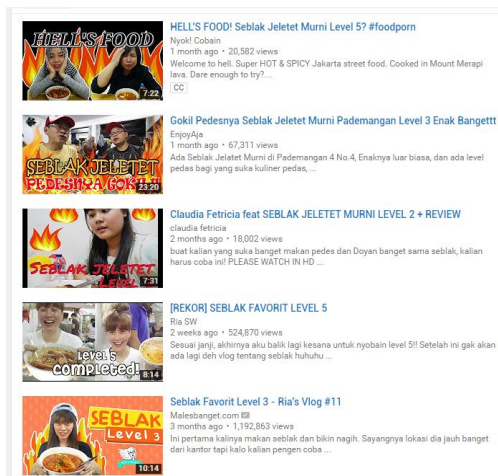 HELL'S FOOD
7:22
HELL'S FOOD! Seblak Jeletet Murni Level 5? #foodporn
Nyok! Cobain
1 month ago • 20,582 views
Welcome to hell. Super HOT & SPICY Jakarta street food. Cooked in Mount Merapi
lava. Dare enough to try?...
CC
SEBLAK JELETET
PEDESNYA GOKIL
23:20
Gokil Pedesnya Seblak Jeletet Murni Pademangan Level 3 Enak Bangettt
EnjoyAja
1 month ago • 67,311 views
Ada Seblak Jelatet Murni di Pademangan 4 No.4, Enaknya luar biasa, dan ada level
pedas bagi yang suka kuliner pedas, ...
SEBLAK JELETET
LEVEL
7:31
Claudia Fetricia feat SEBLAK JELETET MURNI LEVEL 2 + REVIEW
claudia fetricia
2 months ago • 18,002 views
buat kalian yang suka banget makan pedes dan Doyan banget sama seblak, kalian
harus coba ini! PLEASE WATCH IN HD ...
LEVEL 5
COMPLETED!
8:14
[REKOR] SEBLAK FAVORIT LEVEL 5
Ria SW
2 weeks ago • 524,870 views
Sesuai janji, akhirnya aku balik lagi kesana untuk nyobain level 5!! Setelah ini gak akan
ada lagi deh vlog tentang seblak huhuhu ...
SEBLAK
Level 3
10:14
Seblak Favorit Level 3 - Ria's Vlog #11
Malesbanget.com
3 months ago • 1,192,863 views
Ini pertama kalinya makan seblak dan bikin nagih. Sayangnya lokasi dia jauh banget
dari kantor tapi kalo kalian pengen coba ...